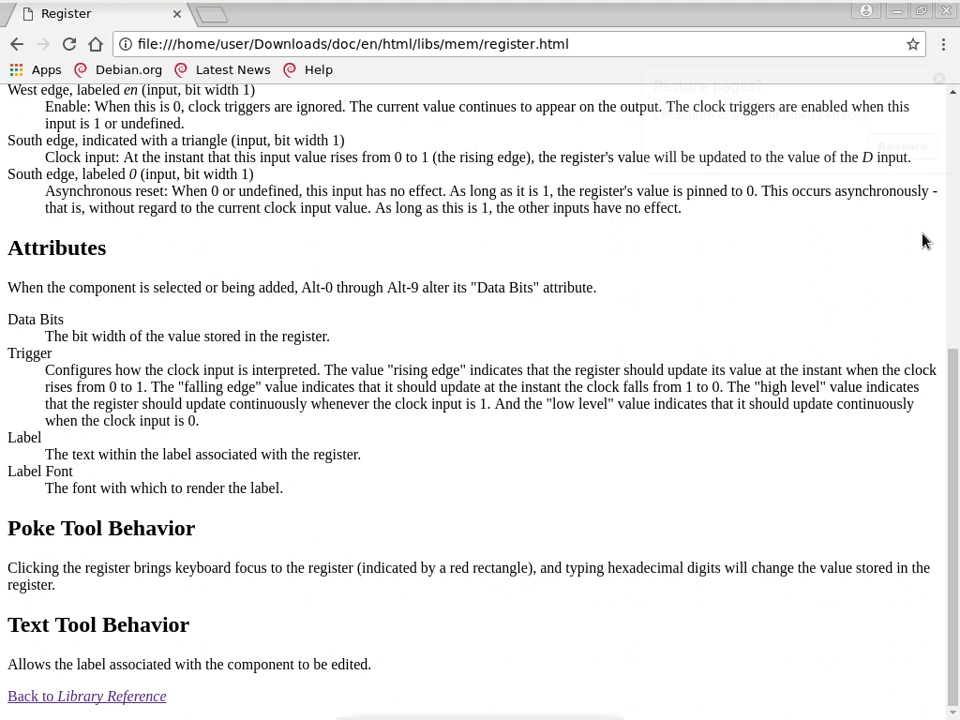 Register
file:///home/user/Downloads/doc/en/html/libs/mem/register.html
Apps Debian.org Latest News Help
Restore pages?
Restore
West edge, labeled en (input, bit width 1)
Enable: When this is 0, clock triggers are ignored. The current value continues to appear on the output. The clock triggers are enabled when this
input is 1 or undefined.
South edge, indicated with a triangle (input, bit width 1)
Clock input: At the instant that this input value rises from 0 to 1 (the rising edge), the register's value will be updated to the value of the D input.
South edge, labeled 0 (input, bit width 1)
Asynchronous reset: When 0 or undefined, this input has no effect. As long as it is 1, the register's value is pinned to 0. This occurs asynchronously -
that is, without regard to the current clock input value. As long as this is 1, the other inputs have no effect.
Attributes
When the component is selected or being added, Alt-0 through Alt-9 alter its "Data Bits" attribute.
Data Bits
The bit width of the value stored in the register.
Trigger
Configures how the clock input is interpreted. The value "rising edge" indicates that the register should update its value at the instant when the clock
rises from 0 to 1. The "falling edge" value indicates that it should update at the instant the clock falls from 1 to 0. The "high level" value indicates
that the register should update continuously whenever the clock input is 1. And the "low level" value indicates that it should update continuously
when the clock input is 0.
Label
The text within the label associated with the register.
Label Font
The font with which to render the label.
Poke Tool Behavior
Clicking the register brings keyboard focus to the register (indicated by a red rectangle), and typing hexadecimal digits will change the value stored in the
register.
Text Tool Behavior
Allows the label associated with the component to be edited.
Back to Library Reference